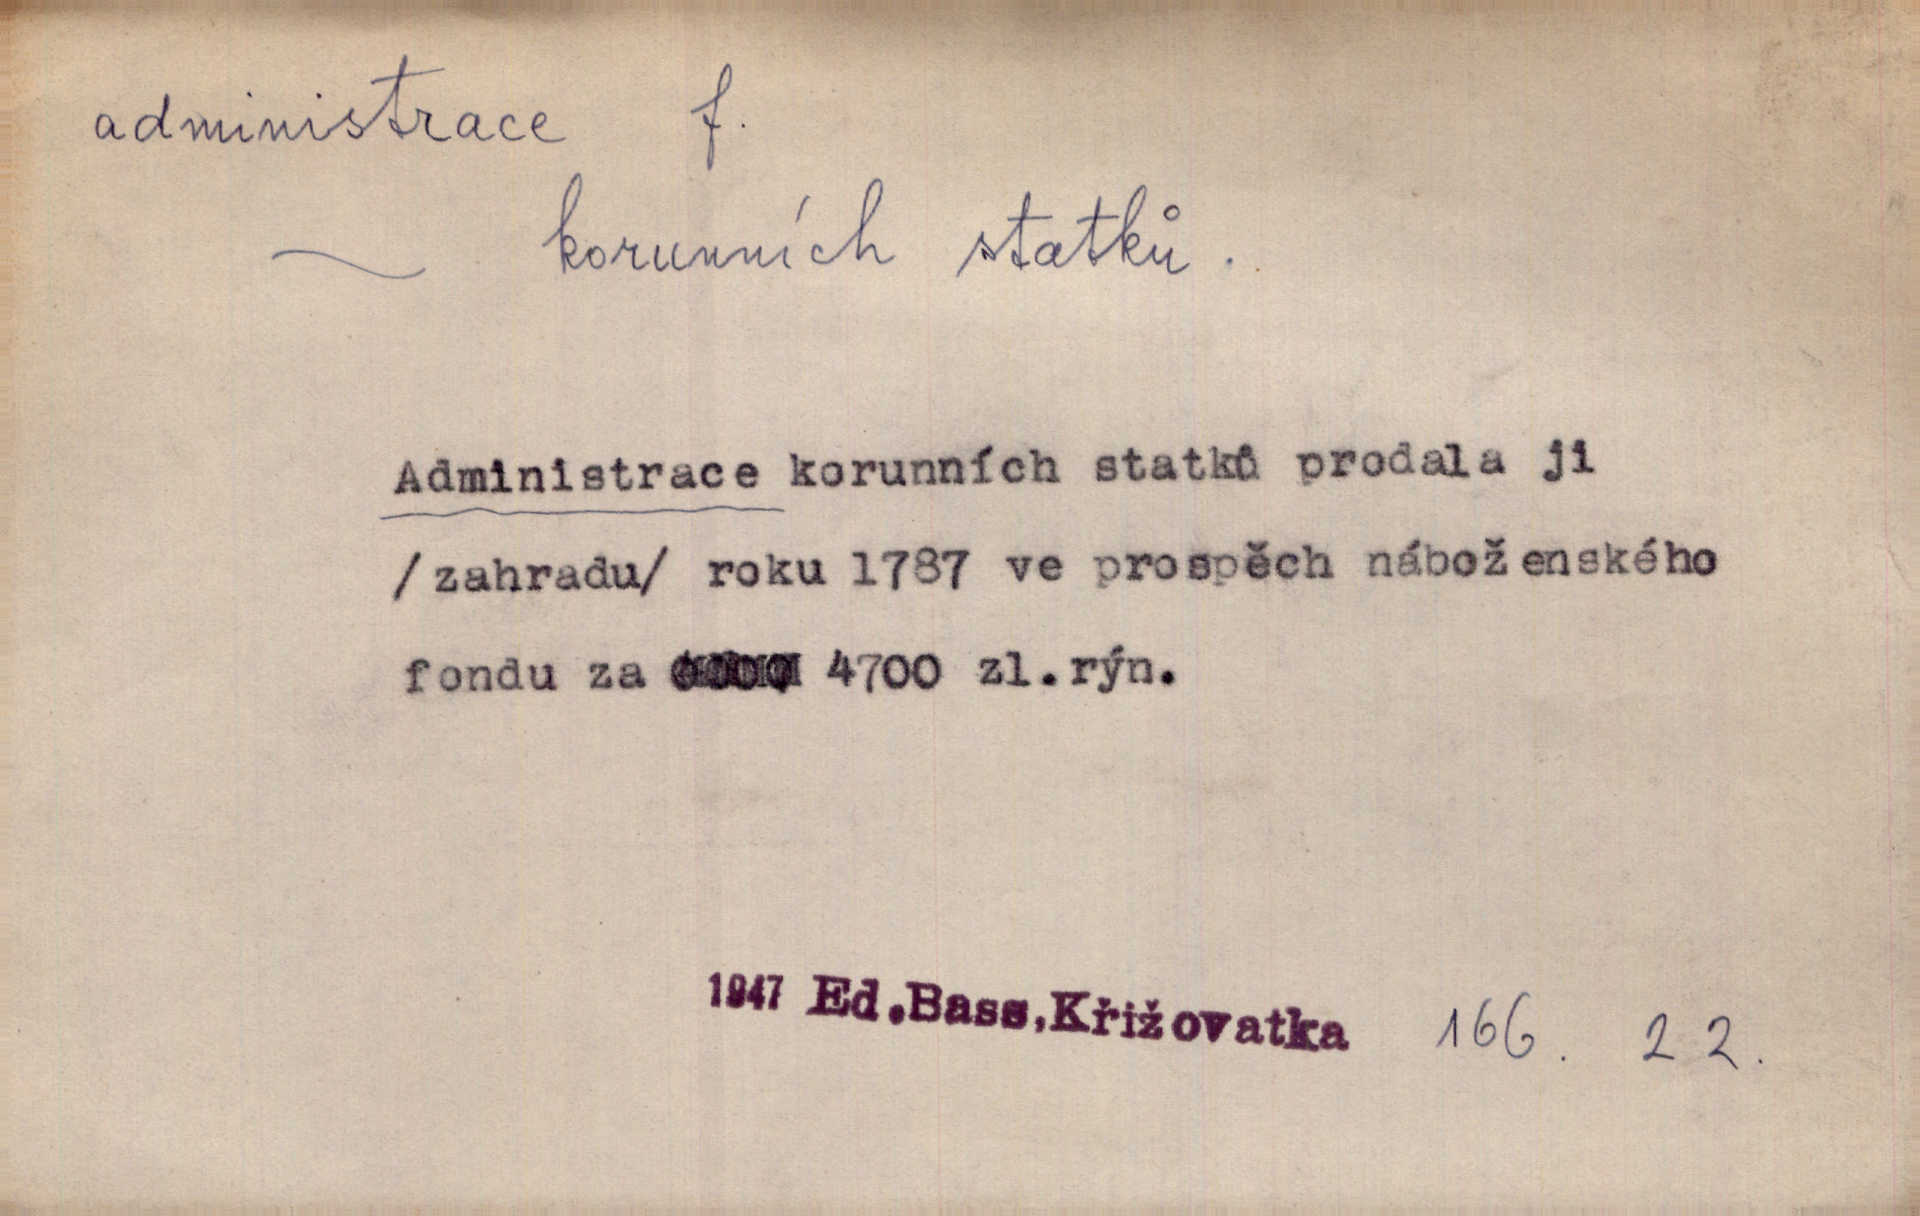 administrace f.
~ korunních statků.
Administrace korunních statků prodala ji
/zahradu/ roku 1787 ve prospěch náboženského
fondu za 4700 zl.rýn.
1947 Ed.Bass,Křižovatka 166. 22.